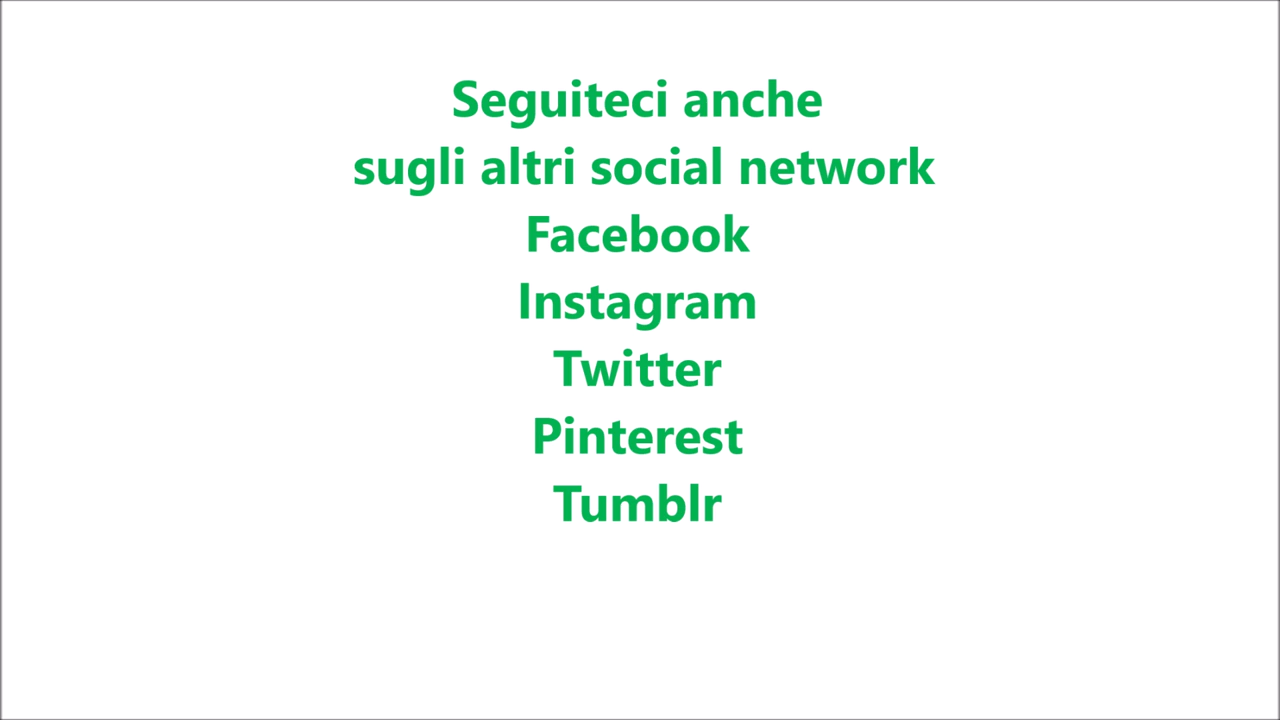 Seguiteci anche
sugli altri social network
Facebook
Instagram
Twitter
Pinterest
Tumblr